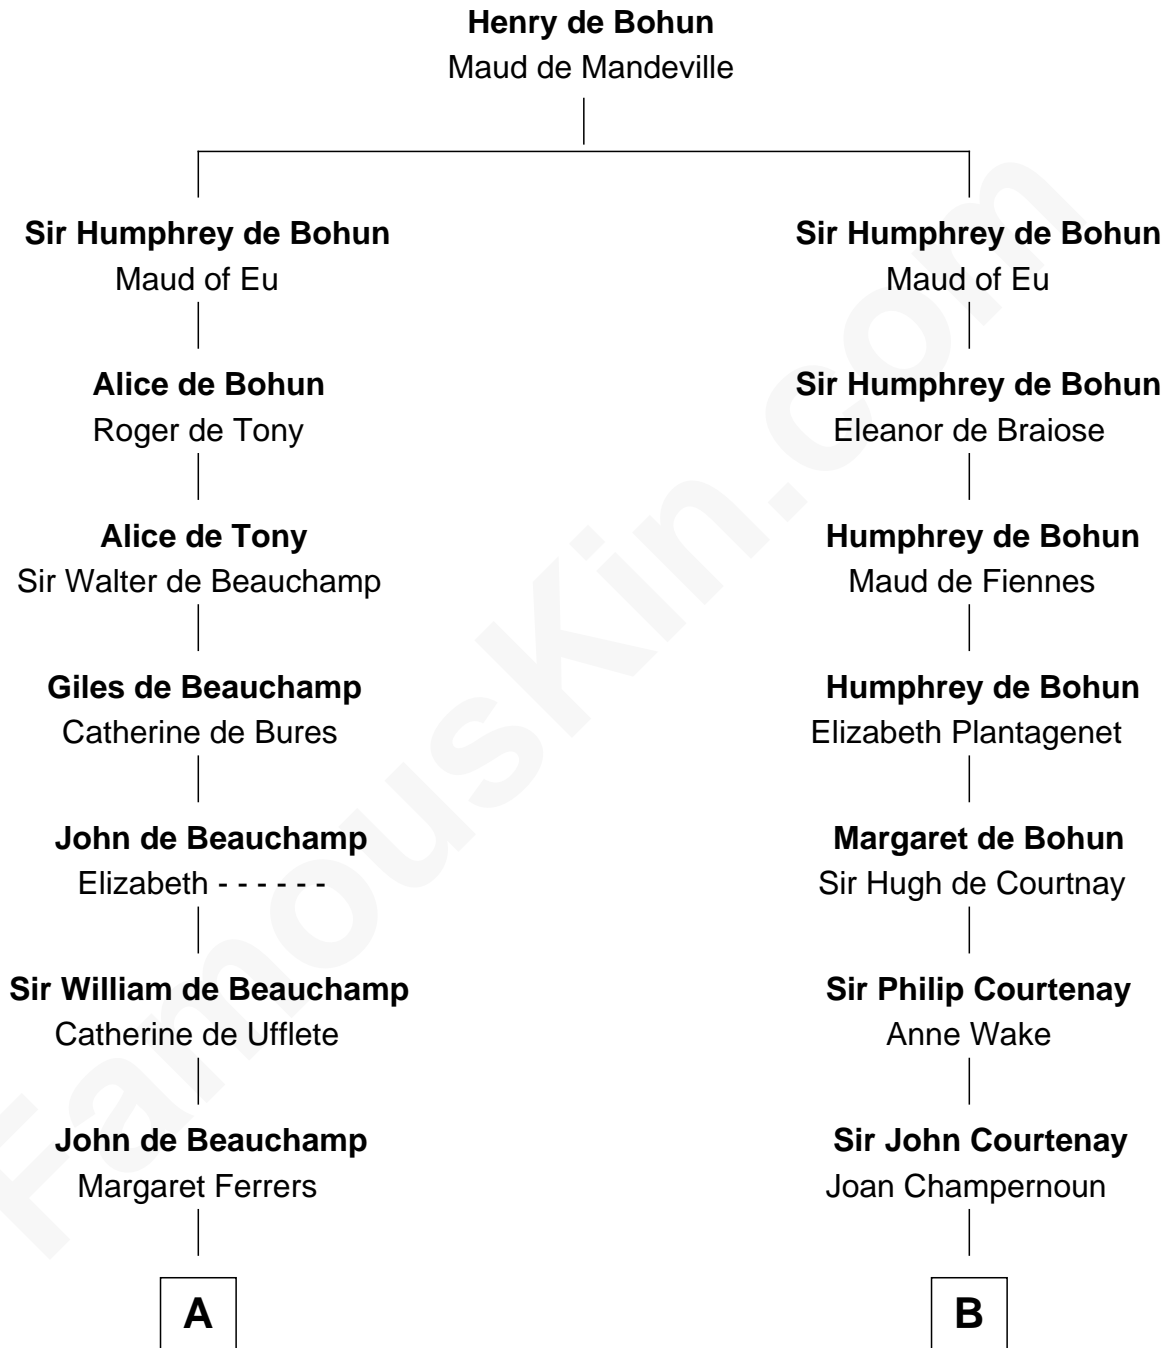 Henry de Bohun
Maud de Mandeville
Sir Humphrey de Bohun
Maud of Eu
Sir Humphrey de Bohun
Maud of Eu
Alice de Bohun
Roger de Tony
Sir Humphrey de Bohun
Eleanor de Braiose
Alice de Tony
Sir Walter de Beauchamp
Humphrey de Bohun
Maud de Fiennes
Giles de Beauchamp
Catherine de Bures
Humphrey de Bohun
Elizabeth Plantagenet
John de Beauchamp
Elizabeth - - - - - -
Margaret de Bohun
Sir Hugh de Courtnay
Sir William de Beauchamp
Catherine de Ufflete
Sir Philip Courtenay
Anne Wake
John de Beauchamp
Margaret Ferrers
Sir John Courtenay
Joan Champernoun
A
B
FamousKin.com